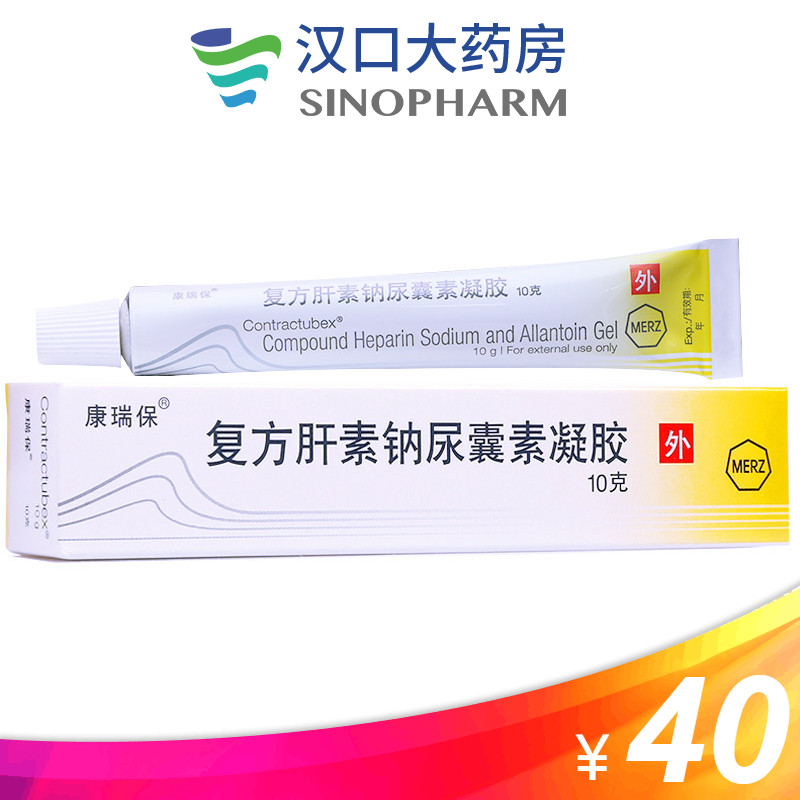 汉口大药房
SINOPHARM
康瑞保®
复方肝素钠尿囊素凝胶 10克
外
Contractubex®
Compound Heparin Sodium and Allantoin Gel
10 g | For external use only
MERZ
Exp.:/有效期:
年 月
康瑞保®
复方肝素钠尿囊素凝胶
10克
外
MERZ
Contractubex®
10 g
康瑞保®
10克
¥ 40